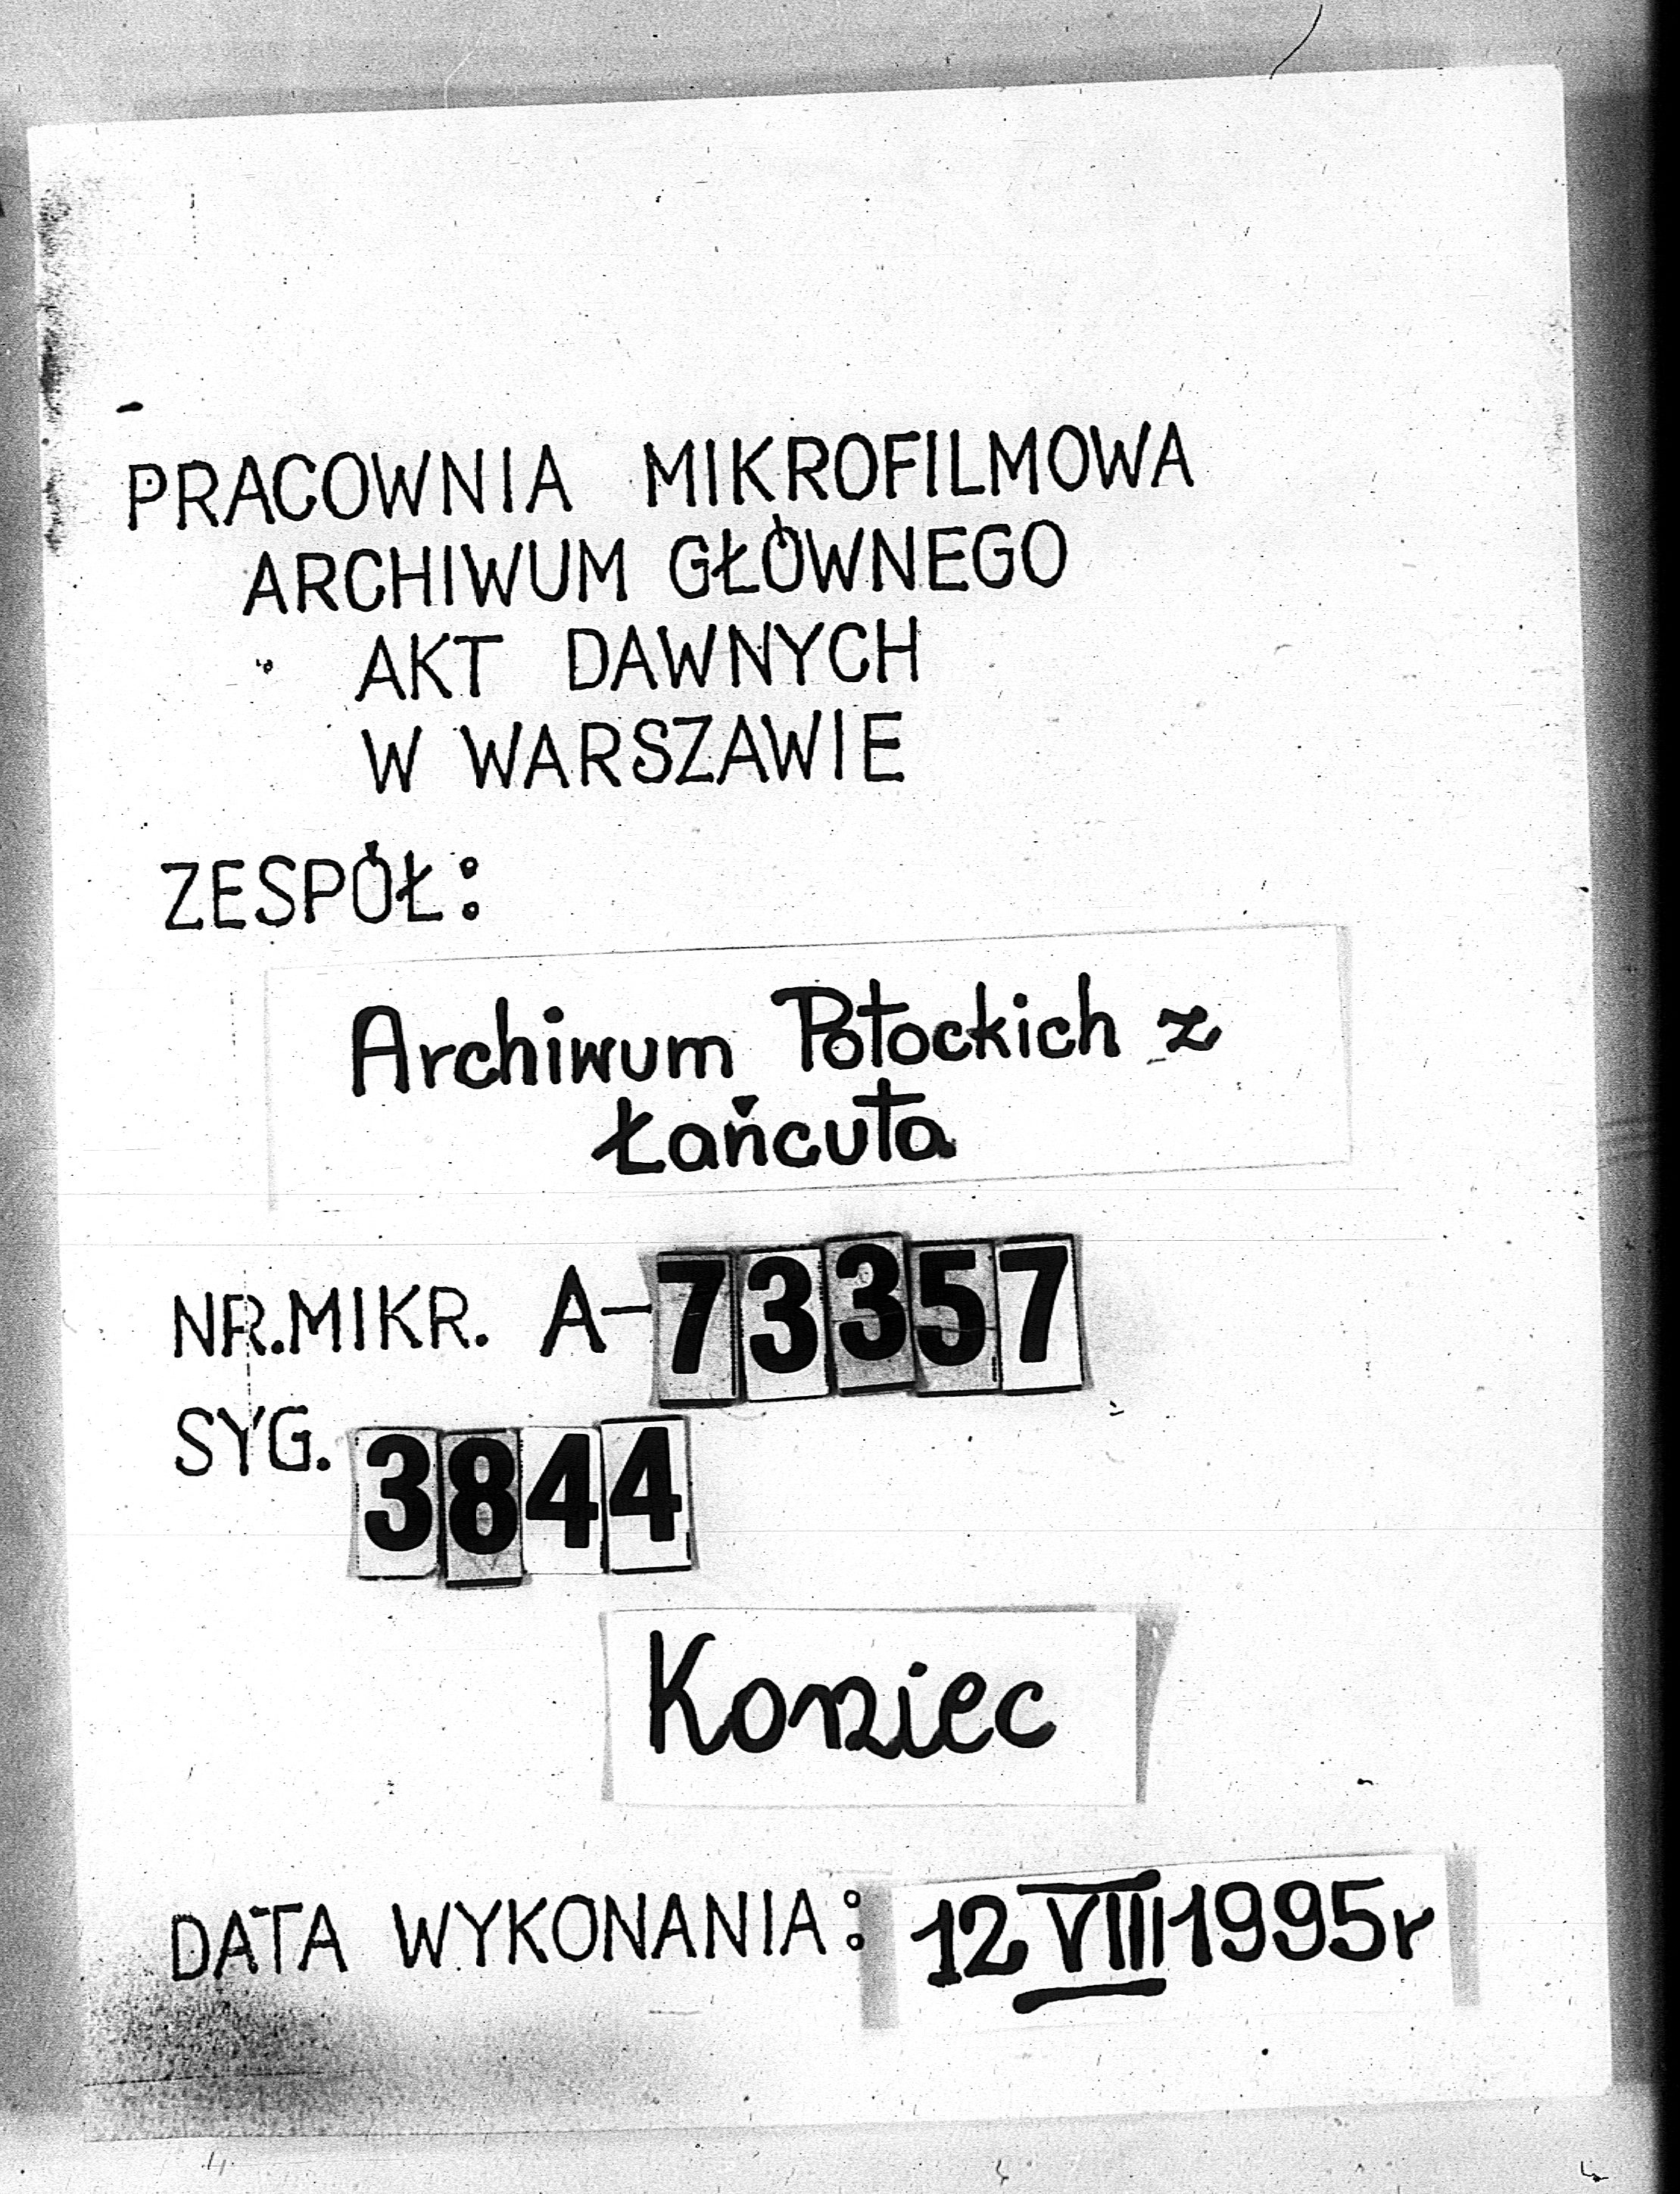 PRACOWNIA MIKROFILMOWA
ARCHIWUM GŁÓWNEGO
AKT DAWNYCH
W WARSZAWIE
ZESPÓŁ:
Archiwum Potockich z
Łańcuta
NR.MIKR. A-73357
SYG. 3844
Koniec
DATA WYKONANIA: 12 VIII 1995r